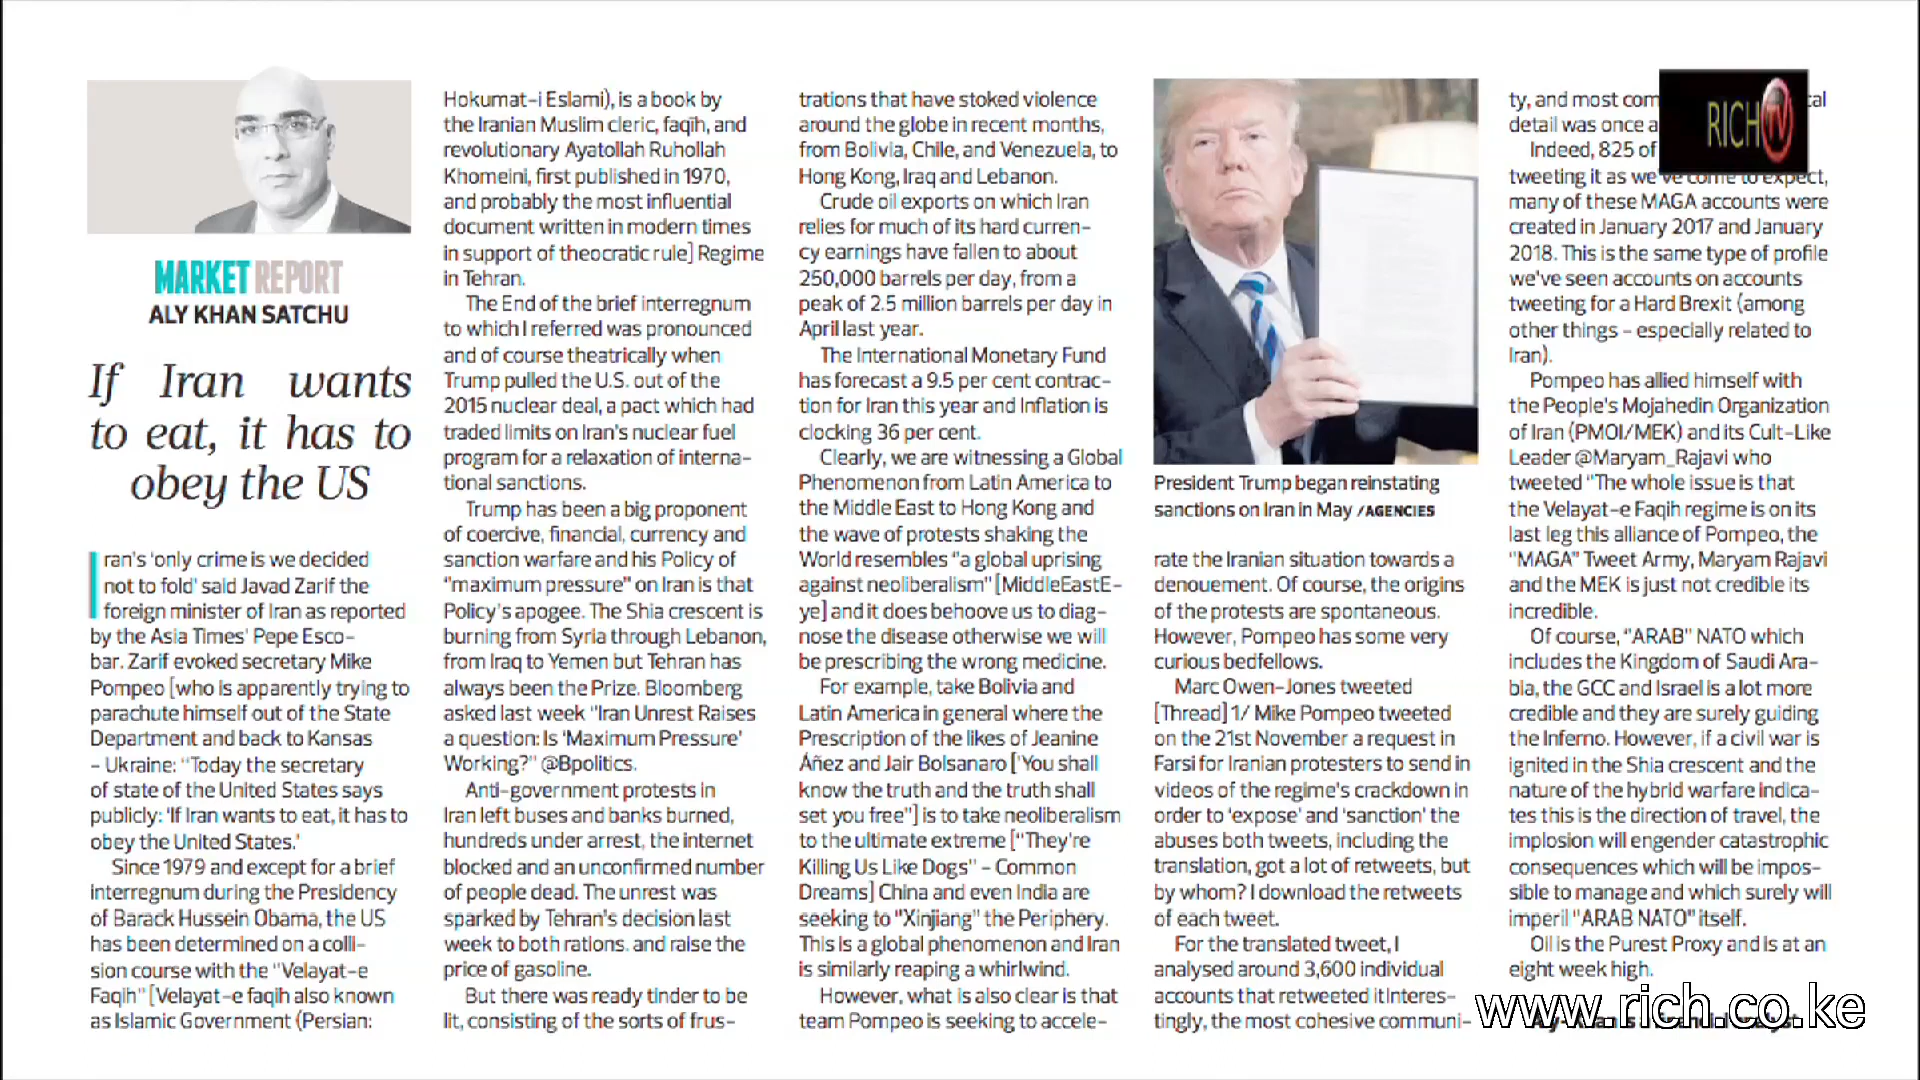 MARKET REPORT
ALY KHAN SATCHU
If Iran wants
to eat, it has to
obey the US
Iran's 'only crime is we decided
not to fold' said Javad Zarif the
foreign minister of Iran as reported
by the Asia Times' Pepe Esco-
bar. Zarif evoked secretary Mike
Pompeo [who is apparently trying to
parachute himself out of the State
Department and back to Kansas
- Ukraine: "Today the secretary
of state of the United States says
publicly: 'If Iran wants to eat, it has to
obey the United States.'
Since 1979 and except for a brief
interregnum during the Presidency
of Barack Hussein Obama, the US
has been determined on a colli-
sion course with the "Velayat-e
Faqih" [Velayat-e faqih also known
as Islamic Government (Persian:
Hokumat-i Eslami), is a book by
the Iranian Muslim cleric, faqīh, and
revolutionary Ayatollah Ruhollah
Khomeini, first published in 1970,
and probably the most influential
document written in modern times
in support of theocratic rule] Regime
in Tehran.
The End of the brief interregnum
to which I referred was pronounced
and of course theatrically when
Trump pulled the U.S. out of the
2015 nuclear deal, a pact which had
traded limits on Iran's nuclear fuel
program for a relaxation of interna-
tional sanctions.
Trump has been a big proponent
of coercive, financial, currency and
sanction warfare and his Policy of
"maximum pressure" on Iran is that
Policy's apogee. The Shia crescent is
burning from Syria through Lebanon,
from Iraq to Yemen but Tehran has
always been the Prize. Bloomberg
asked last week "Iran Unrest Raises
a question: Is 'Maximum Pressure'
Working?" @Bpolitics.
Anti-government protests in
Iran left buses and banks burned,
hundreds under arrest, the internet
blocked and an unconfirmed number
of people dead. The unrest was
sparked by Tehran's decision last
week to both rations. and raise the
price of gasoline.
But there was ready tinder to be
lit, consisting of the sorts of frus-
trations that have stoked violence
around the globe in recent months,
from Bolivia, Chile, and Venezuela, to
Hong Kong, Iraq and Lebanon.
Crude oil exports on which Iran
relies for much of its hard curren-
cy earnings have fallen to about
250,000 barrels per day, from a
peak of 2.5 million barrels per day in
April last year.
The International Monetary Fund
has forecast a 9.5 per cent contrac-
tion for Iran this year and Inflation is
clocking 36 per cent.
Clearly, we are witnessing a Global
Phenomenon from Latin America to
the Middle East to Hong Kong and
the wave of protests shaking the
World resembles "a global uprising
against neoliberalism" [MiddleEastE-
ye] and it does behoove us to diag-
nose the disease otherwise we will
be prescribing the wrong medicine.
For example, take Bolivia and
Latin America in general where the
Prescription of the likes of Jeanine
Áñez and Jair Bolsanaro ['You shall
know the truth and the truth shall
set you free"] is to take neoliberalism
to the ultimate extreme ["They're
Killing Us Like Dogs" - Common
Dreams] China and even India are
seeking to "Xinjiang" the Periphery.
This is a global phenomenon and Iran
is similarly reaping a whirlwind.
However, what is also clear is that
team Pompeo is seeking to accele-
President Trump began reinstating
sanctions on Iran in May /AGENCIES
rate the Iranian situation towards a
denouement. Of course, the origins
of the protests are spontaneous.
However, Pompeo has some very
curious bedfellows.
Marc Owen-Jones tweeted
[Thread] 1/ Mike Pompeo tweeted
on the 21st November a request in
Farsi for Iranian protesters to send in
videos of the regime's crackdown in
order to 'expose' and 'sanction' the
abuses both tweets, including the
translation, got a lot of retweets, but
by whom? I download the retweets
of each tweet.
For the translated tweet, I
analysed around 3,600 individual
accounts that retweeted it Interes-
tingly, the most cohesive communi-
ty, and most com al
detail was once a
Indeed, 825 of
tweeting it as we've come to expect,
many of these MAGA accounts were
created in January 2017 and January
2018. This is the same type of profile
we've seen accounts on accounts
tweeting for a Hard Brexit (among
other things - especially related to
Iran).
Pompeo has allied himself with
the People's Mojahedin Organization
of Iran (PMOI/MEK) and its Cult-Like
Leader @Maryam_Rajavi who
tweeted "The whole issue is that
the Velayat-e Faqih regime is on its
last leg this alliance of Pompeo, the
"MAGA" Tweet Army, Maryam Rajavi
and the MEK is just not credible its
incredible.
Of course, "ARAB" NATO which
includes the Kingdom of Saudi Ara-
bia, the GCC and Israel is a lot more
credible and they are surely guiding
the Inferno. However, if a civil war is
ignited in the Shia crescent and the
nature of the hybrid warfare indica-
tes this is the direction of travel, the
implosion will engender catastrophic
consequences which will be impos-
sible to manage and which surely will
imperil "ARAB NATO" itself.
Oil is the Purest Proxy and is at an
eight week high.
RICH TV
www.rich.co.ke